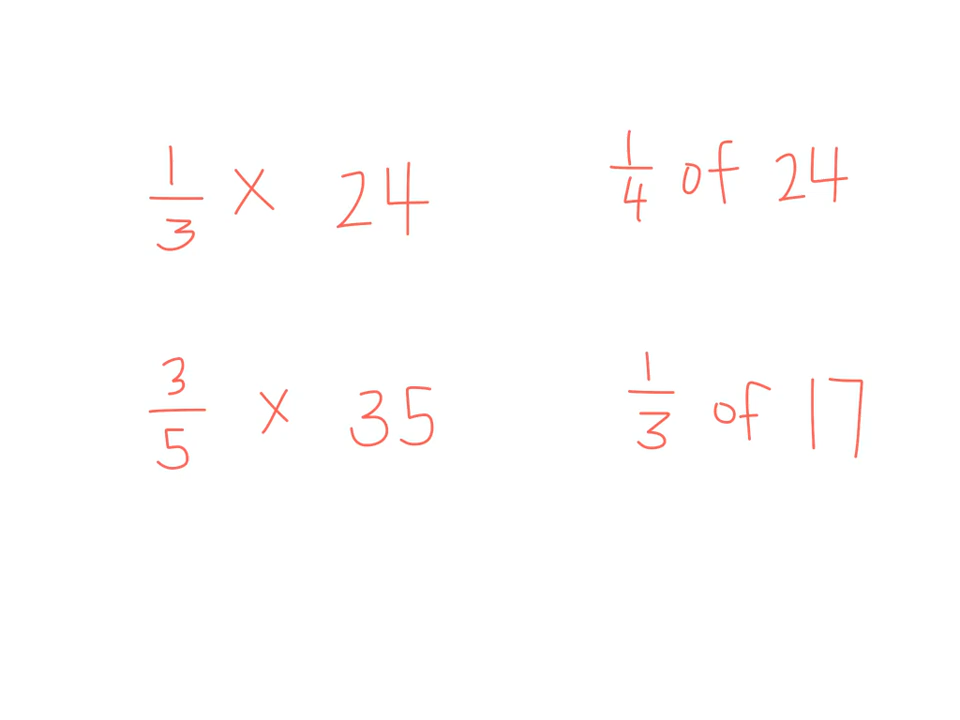 1/3 × 24
1/4 of 24
3/5 × 35
1/3 of 17